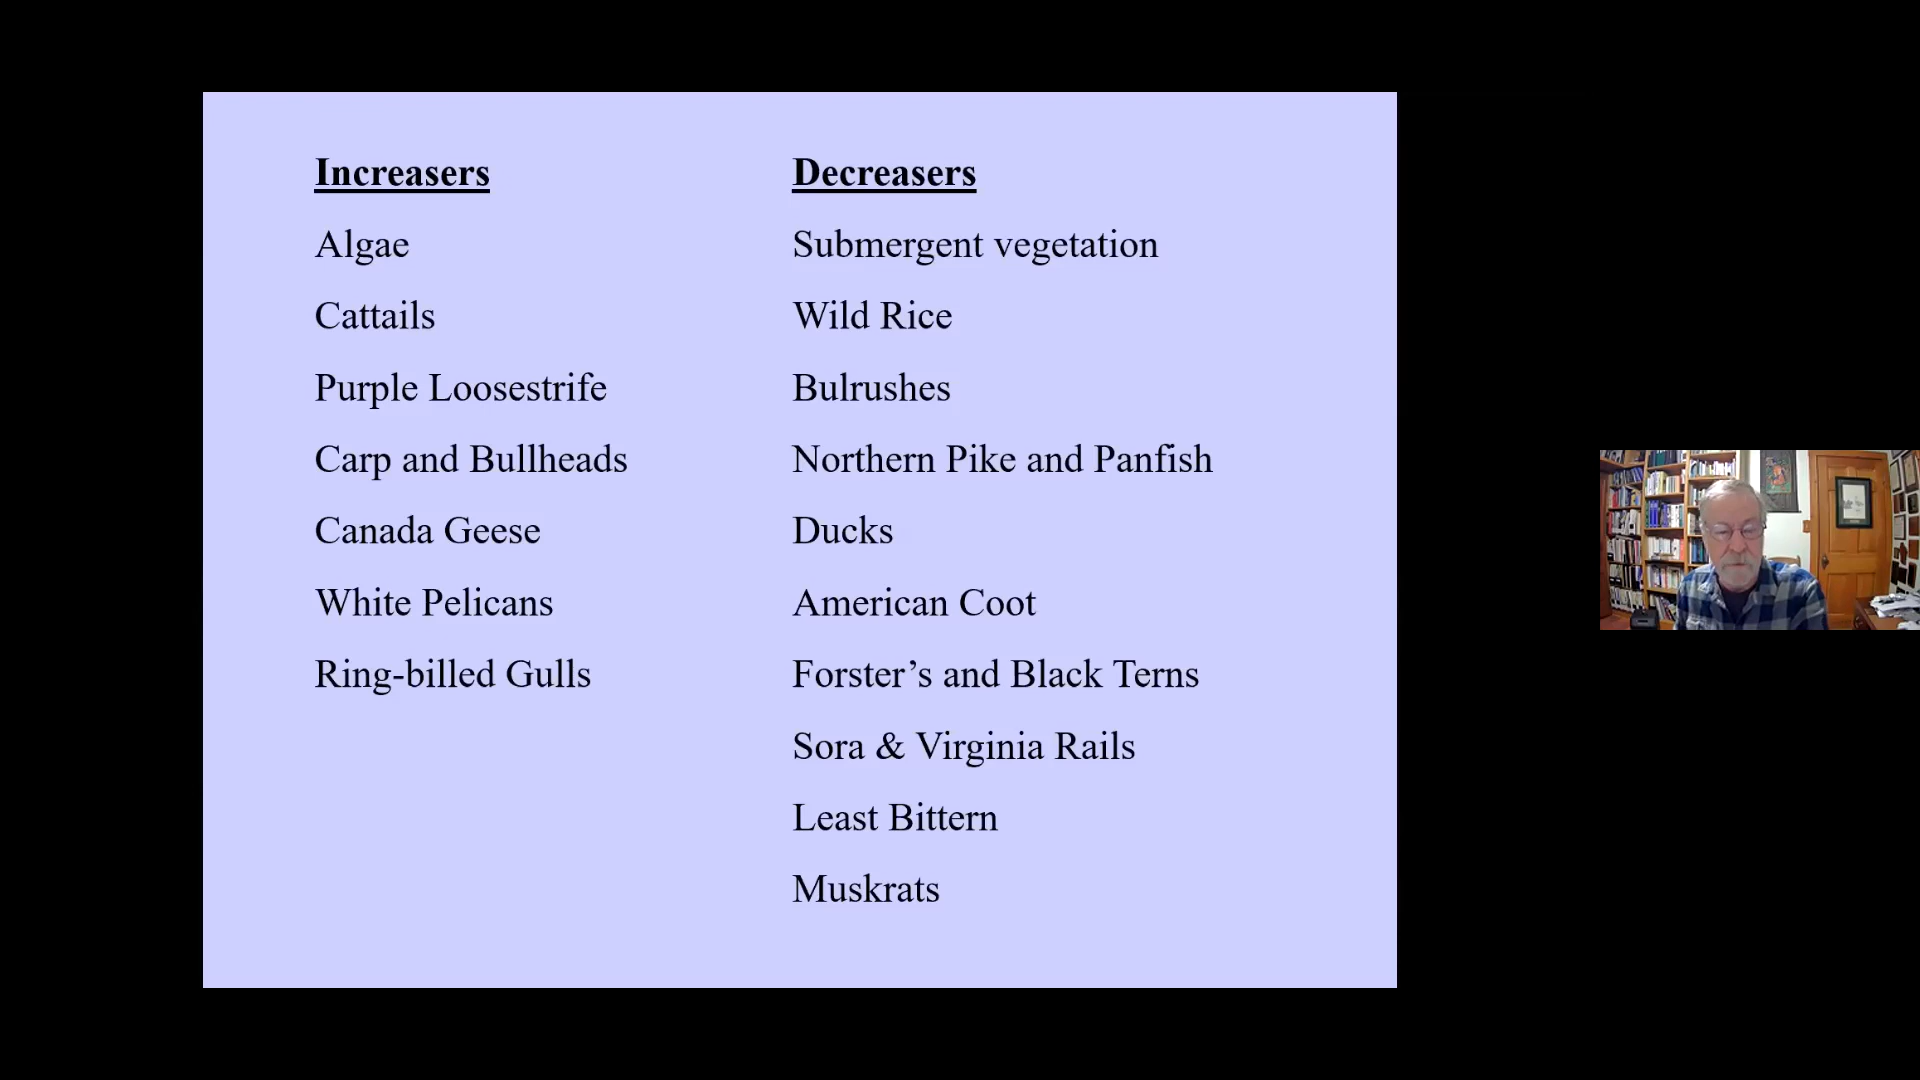 Increasers
Algae
Cattails
Purple Loosestrife
Carp and Bullheads
Canada Geese
White Pelicans
Ring-billed Gulls
Decreasers
Submergent vegetation
Wild Rice
Bulrushes
Northern Pike and Panfish
Ducks
American Coot
Forster’s and Black Terns
Sora & Virginia Rails
Least Bittern
Muskrats